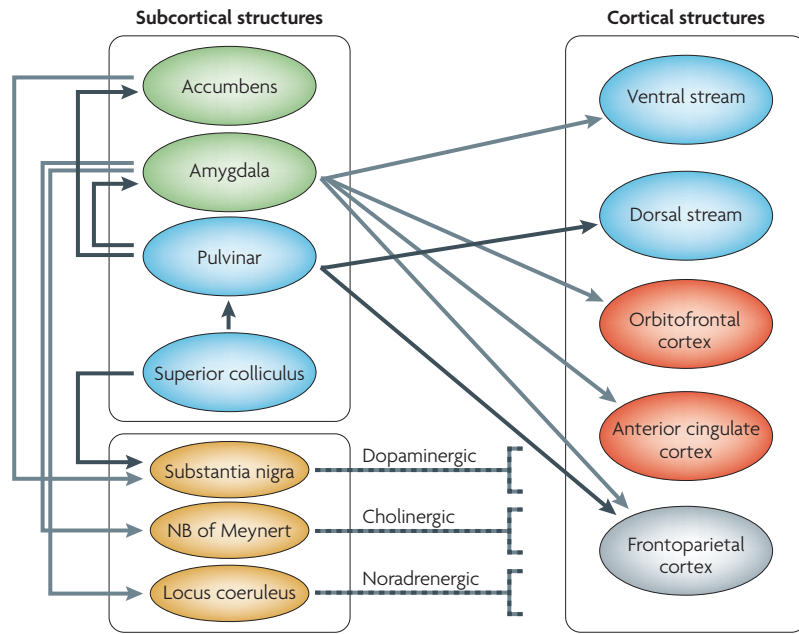 Subcortical structures
Cortical structures
Accumbens
Amygdala
Pulvinar
Superior colliculus
Substantia nigra
NB of Meynert
Locus coeruleus
Dopaminergic
Cholinergic
Noradrenergic
Ventral stream
Dorsal stream
Orbitofrontal
cortex
Anterior cingulate
cortex
Frontoparietal
cortex